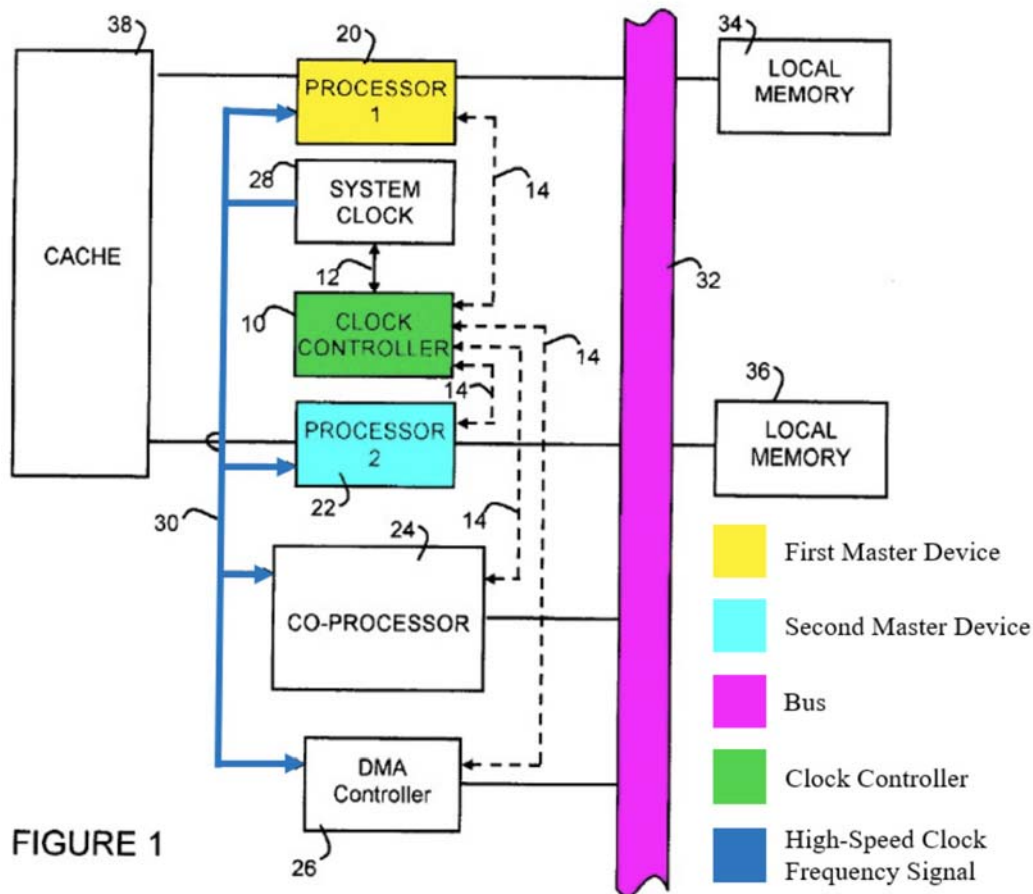 38
20
34
PROCESSOR
1
LOCAL
MEMORY
28
SYSTEM
CLOCK
14
CACHE
12
32
10
CLOCK
CONTROLLER
14
14
36
PROCESSOR
2
LOCAL
MEMORY
22
30
14
24
CO-PROCESSOR
DMA
Controller
26
FIGURE 1
First Master Device
Second Master Device
Bus
Clock Controller
High-Speed Clock
Frequency Signal